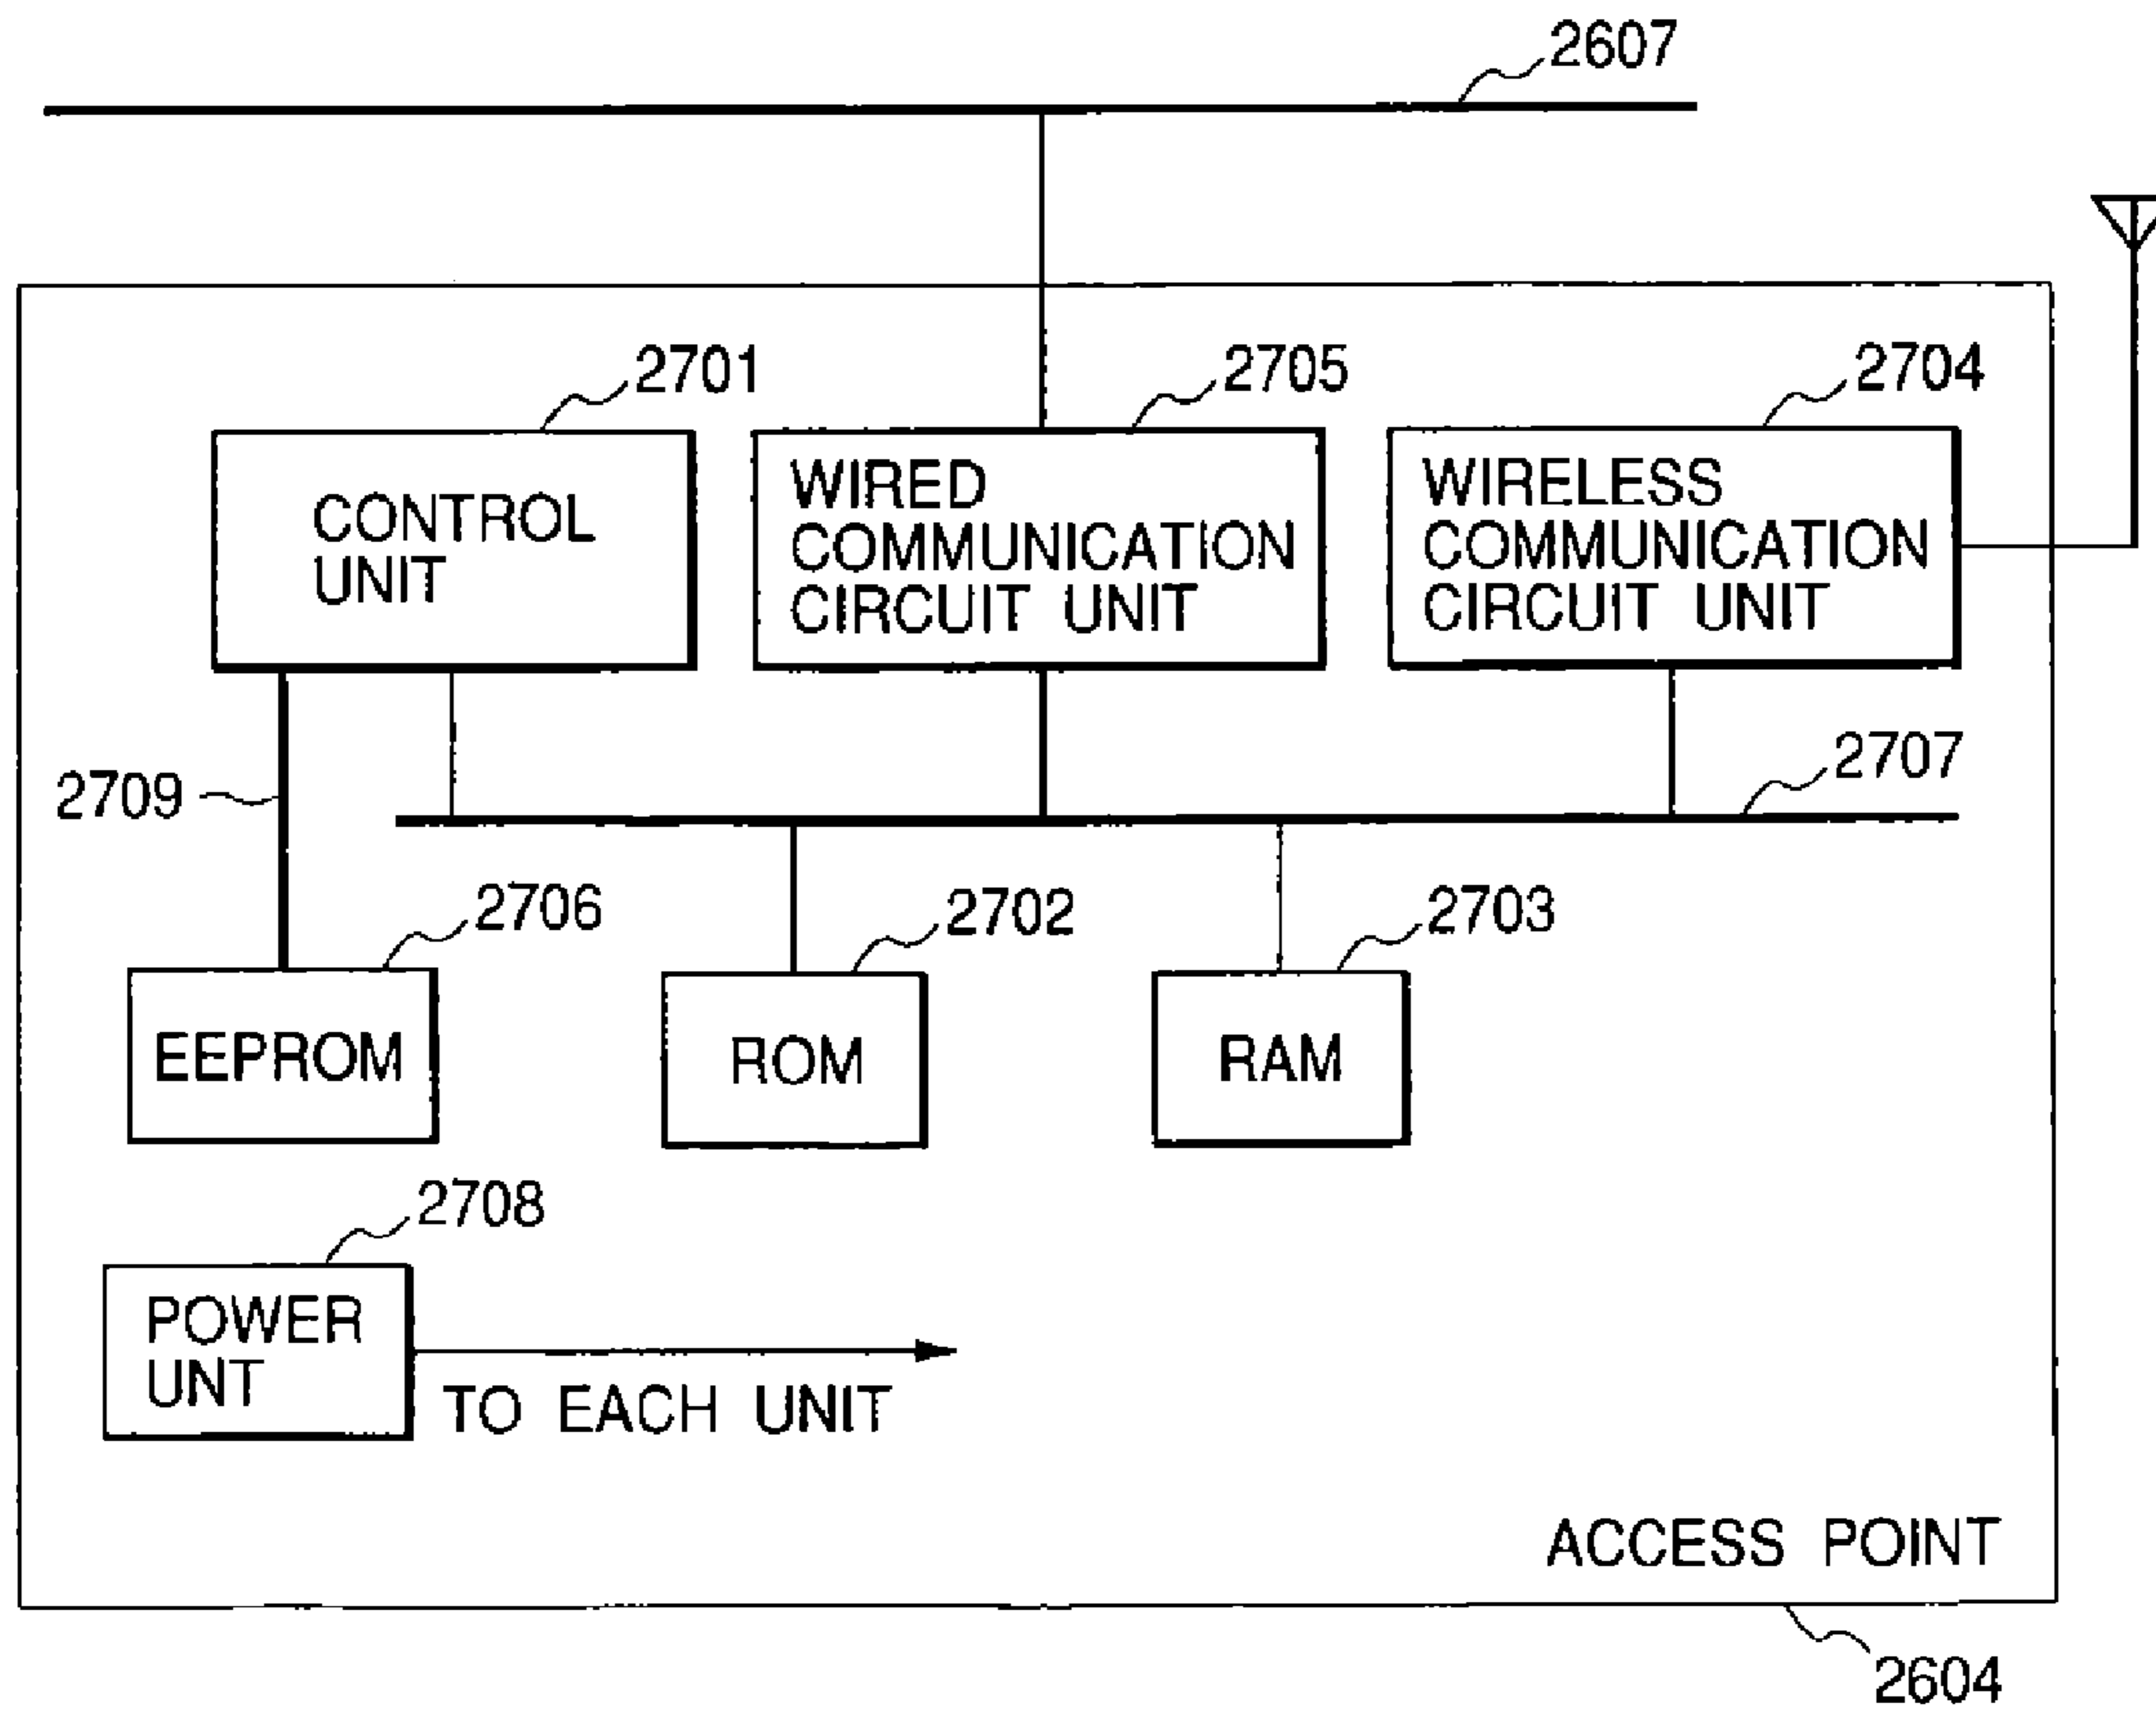 2607
2701
2705
2704
CONTROL
UNIT
WIRED
COMMUNICATION
CIRCUIT UNIT
WIRELESS
COMMUNICATION
CIRCUIT UNIT
2709
2707
2706
2702
2703
EEPROM
ROM
RAM
2708
POWER
UNT
TO EACH UNIT
ACCESS POINT
2604